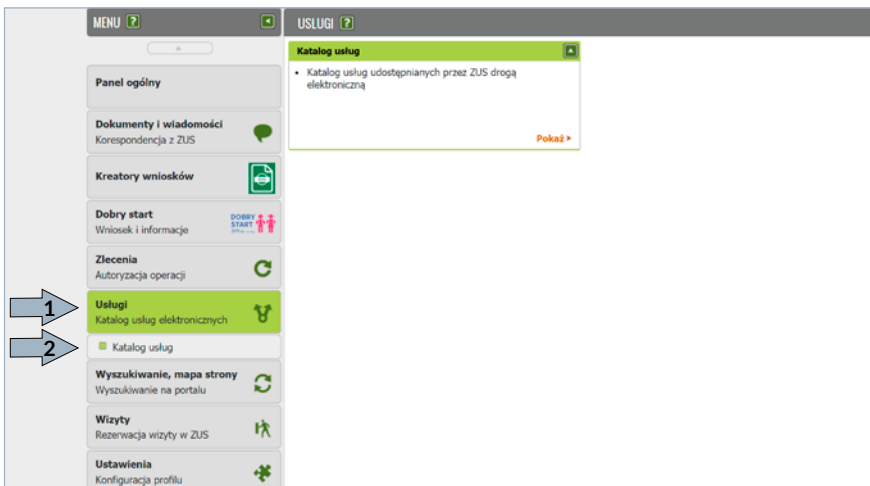 MENU ?
USŁUGI ?
Katalog usług
• Katalog usług udostępnianych przez ZUS drogą
elektroniczną
Pokaż
Panel ogólny
Dokumenty i wiadomości
Korespondencja z ZUS
Kreatory wniosków
Dobry start
Wniosek i informacje
DOBRY
START
Zlecenia
Autoryzacja operacji
1
Usługi
Katalog usług elektronicznych
2
Katalog usług
Wyszukiwanie, mapa strony
Wyszukiwanie na portalu
Wizyty
Rezerwacja wizyty w ZUS
Ustawienia
Konfiguracja profilu